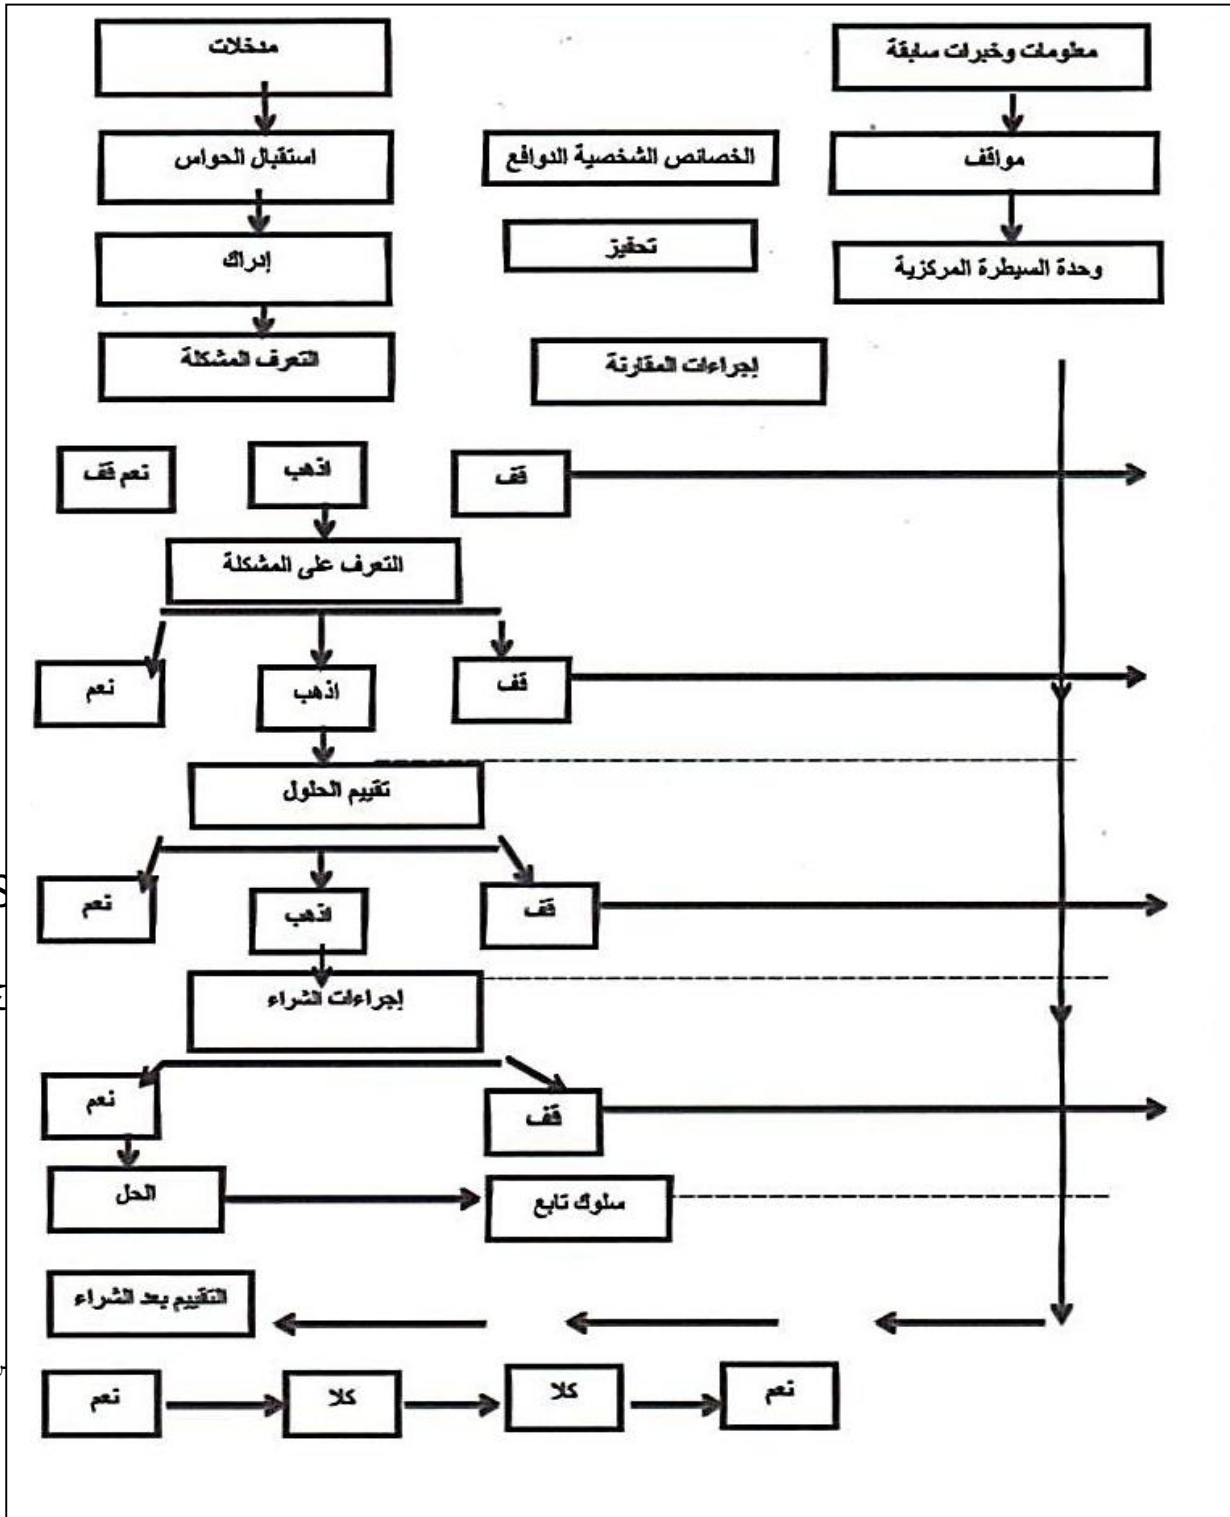 معلومات وخبرات سابقة
مدخلات
مواقف
الخصائص الشخصية الدوافع
استقبال الحواس
تحفيز
وحدة السيطرة المركزية
إدراك
إجراءات المقارنة
التعرف المشكلة
قف
اذهب
نعم قف
التعرف على المشكلة
قف
اذهب
نعم
تقييم الحلول
قف
اذهب
نعم
إجراءات الشراء
قف
نعم
سلوك تابع
الحل
التقييم بعد الشراء
نعم
كلا
كلا
نعم